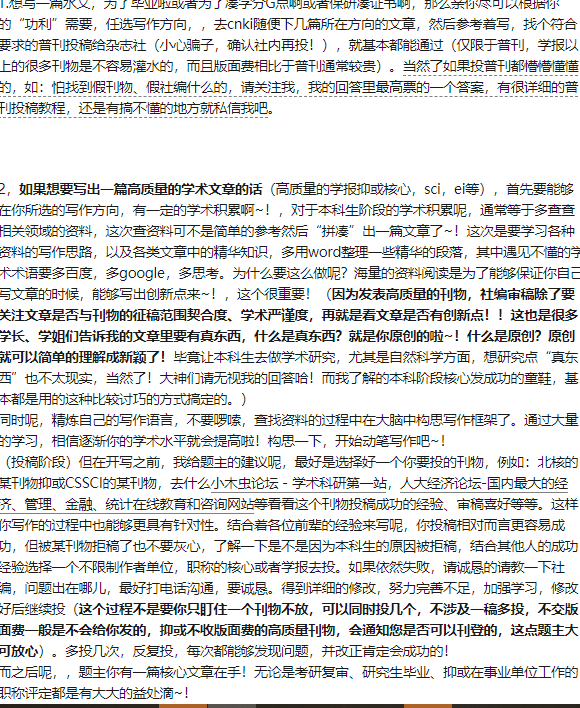 1.想写一篇水文，为了毕业啦或者为了凑学分G点啊或者保研凑证书啊，那么亲你尽可以根据你
的“功利”需要，任选写作方向，，去cnki随便下几篇所在方向的文章，然后参考着写，找个符合
要求的普刊投稿给杂志社（小心骗子，确认社内再投！），就基本都能通过（仅限于普刊，学报以
上的很多刊物是不容易灌水的，而且版面费相比于普刊通常较贵）。当然了如果投普刊都懵懵懂懂
的，如：怕找到假刊物、假社编什么的，请关注我，我的回答里最高票的一个答案，有很详细的普
刊投稿教程，还是有搞不懂的地方就私信我吧。
2，如果想要写出一篇高质量的学术文章的话（高质量的学报抑或核心，sci，ei等），首先要能够
在你所选的写作方向，有一定的学术积累啊~！，对于本科生阶段的学术积累呢，通常等于多查查
相关领域的资料，这次查资料可不是简单的参考然后“拼凑”出一篇文章了~！这次是要学习各种
资料的写作思路，以及各类文章中的精华知识，多用word整理一些精华的段落，其中遇见不懂的学
术术语要多百度，多google，多思考。为什么要这么做呢？海量的资料阅读是为了能够保证你自己
写文章的时候，能够写出创新点来~！，这个很重要！（因为发表高质量的刊物，社编审稿除了要
关注文章是否与刊物的征稿范围契合度、学术严谨度，再就是看文章是否有创新点！！这也是很多
学长、学姐们告诉我的文章里要有真东西，什么是真东西？就是你原创的啦~！什么是原创？原创
就可以简单的理解成新颖了！毕竟让本科生去做学术研究，尤其是自然科学方面，想研究点“真东
西”也不太现实，当然了！大神们请无视我的回答哈！而我了解的本科阶段核心发成功的童鞋，基
本都是用的这种比较讨巧的方式搞定的。）
同时呢，精炼自己的写作语言，不要啰嗦，查找资料的过程中在大脑中构思写作框架了。通过大量
的学习，相信逐渐你的学术水平就会提高啦！构思一下，开始动笔写作吧~！
（投稿阶段）但在开写之前，我给题主的建议呢，最好是选择好一个你要投的刊物，例如：北核的
某刊物抑或CSSCI的某刊物，去什么小木虫论坛 - 学术科研第一站，人大经济论坛-国内最大的经
济、管理、金融、统计在线教育和咨询网站等看看这个刊物投稿成功的经验、审稿喜好等等。这样
你写作的过程中也能够更具有针对性。结合着各位前辈的经验来写呢，你投稿相对而言更容易成
功，但被某刊物拒稿了也不要灰心，了解一下是不是因为本科生的原因被拒稿，结合其他人的成功
经验选择一个不限制作者单位，职称的核心或者学报去投。如果依然失败，请诚恳的请教一下社
编，问题出在哪儿，最好打电话沟通，要诚恳。得到详细的修改，努力完善不足，加强学习，修改
好后继续投（这个过程不是要你只盯住一个刊物不放，可以同时投几个，不涉及一稿多投，不交版
面费一般是不会给你发的，抑或不收版面费的高质量刊物，会通知您是否可以刊登的，这点题主大
可放心）。多投几次，反复投，每次都能够发现问题，并改正肯定会成功的！
而之后呢，，题主你有一篇核心文章在手！无论是考研复审、研究生毕业、抑或在事业单位工作的
职称评定都是有大大的益处滴~！